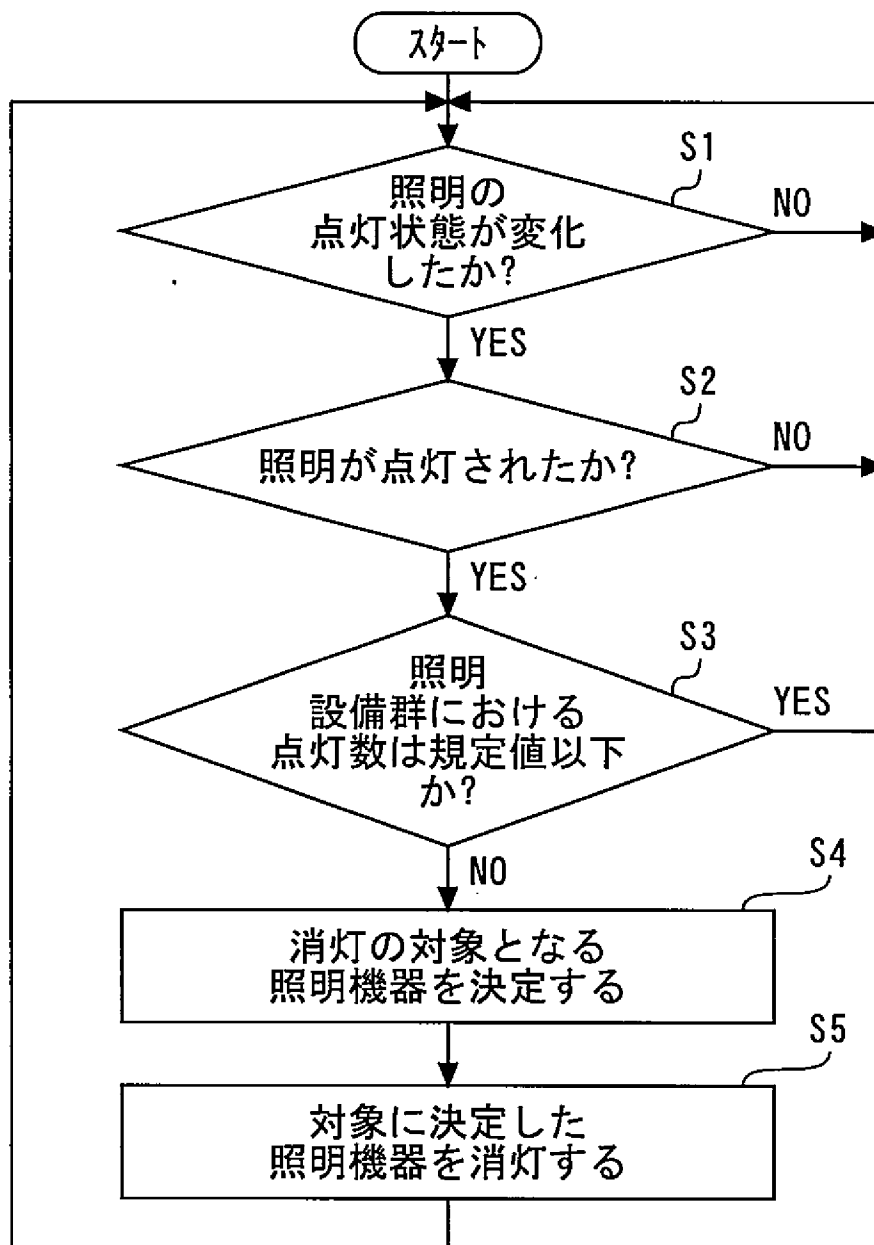 スタート
S1
照明の
点灯状態が変化
したか?
NO
YES
S2
照明が点灯されたか?
NO
YES
S3
照明
設備群における
点灯数は規定値以下
か?
YES
NO
S4
消灯の対象となる
照明機器を決定する
S5
対象に決定した
照明機器を消灯する